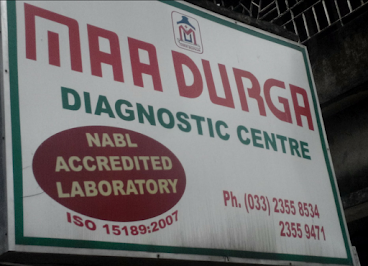 MAA DURGA
DIAGNOSTIC CENTRE
NABL
ACCREDITED
LABORATORY
ISO 15189:2007
Ph. (033) 2355 8534
2355 9471